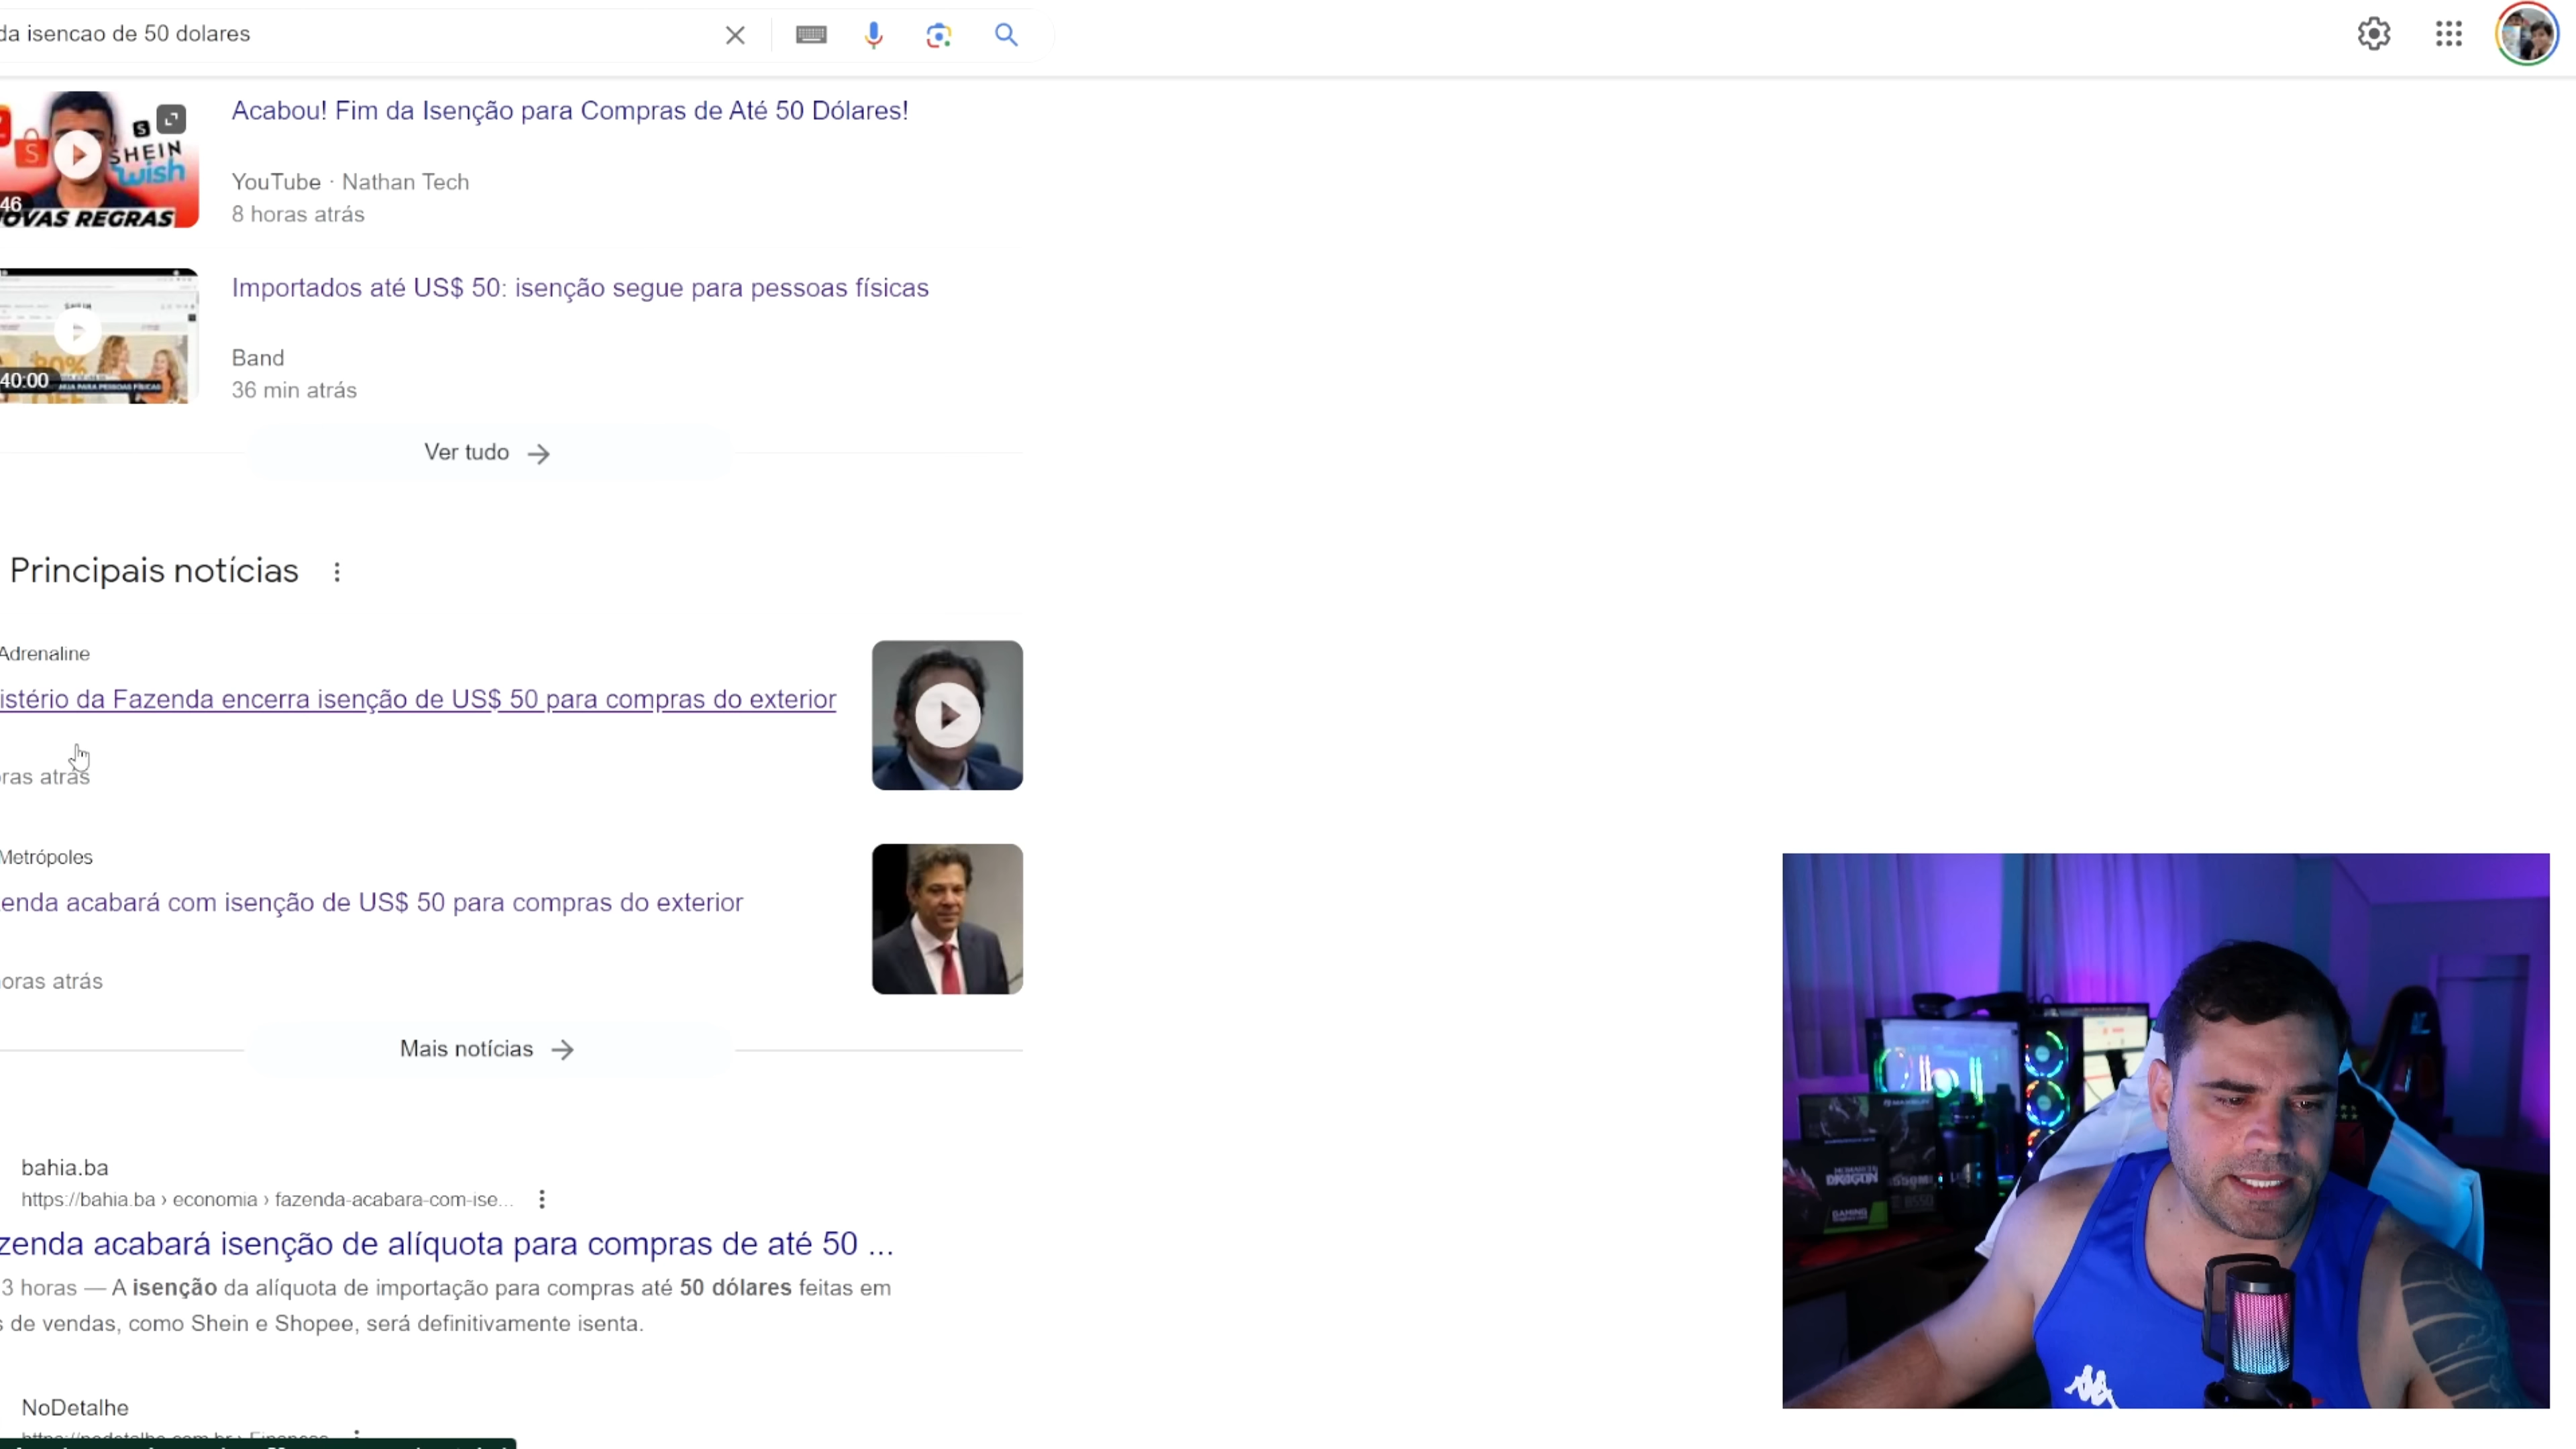 da isencao de 50 dolares
Acabou! Fim da Isenção para Compras de Até 50 Dólares!
SHEIN
wish
46
OVAS REGRAS
YouTube · Nathan Tech
8 horas atrás
Importados até US$ 50: isenção segue para pessoas físicas
40:00
Band
36 min atrás
Ver tudo
Principais notícias
Adrenaline
istério da Fazenda encerra isenção de US$ 50 para compras do exterior
ras atrás
Metrópoles
enda acabará com isenção de US$ 50 para compras do exterior
oras atrás
Mais notícias
bahia.ba
https://bahia.ba › economia › fazenda-acabara-com-ise...
zenda acabará isenção de alíquota para compras de até 50 ...
3 horas — A isenção da alíquota de importação para compras até 50 dólares feitas em
s de vendas, como Shein e Shopee, será definitivamente isenta.
NoDetalhe
DRAGON
GAMING